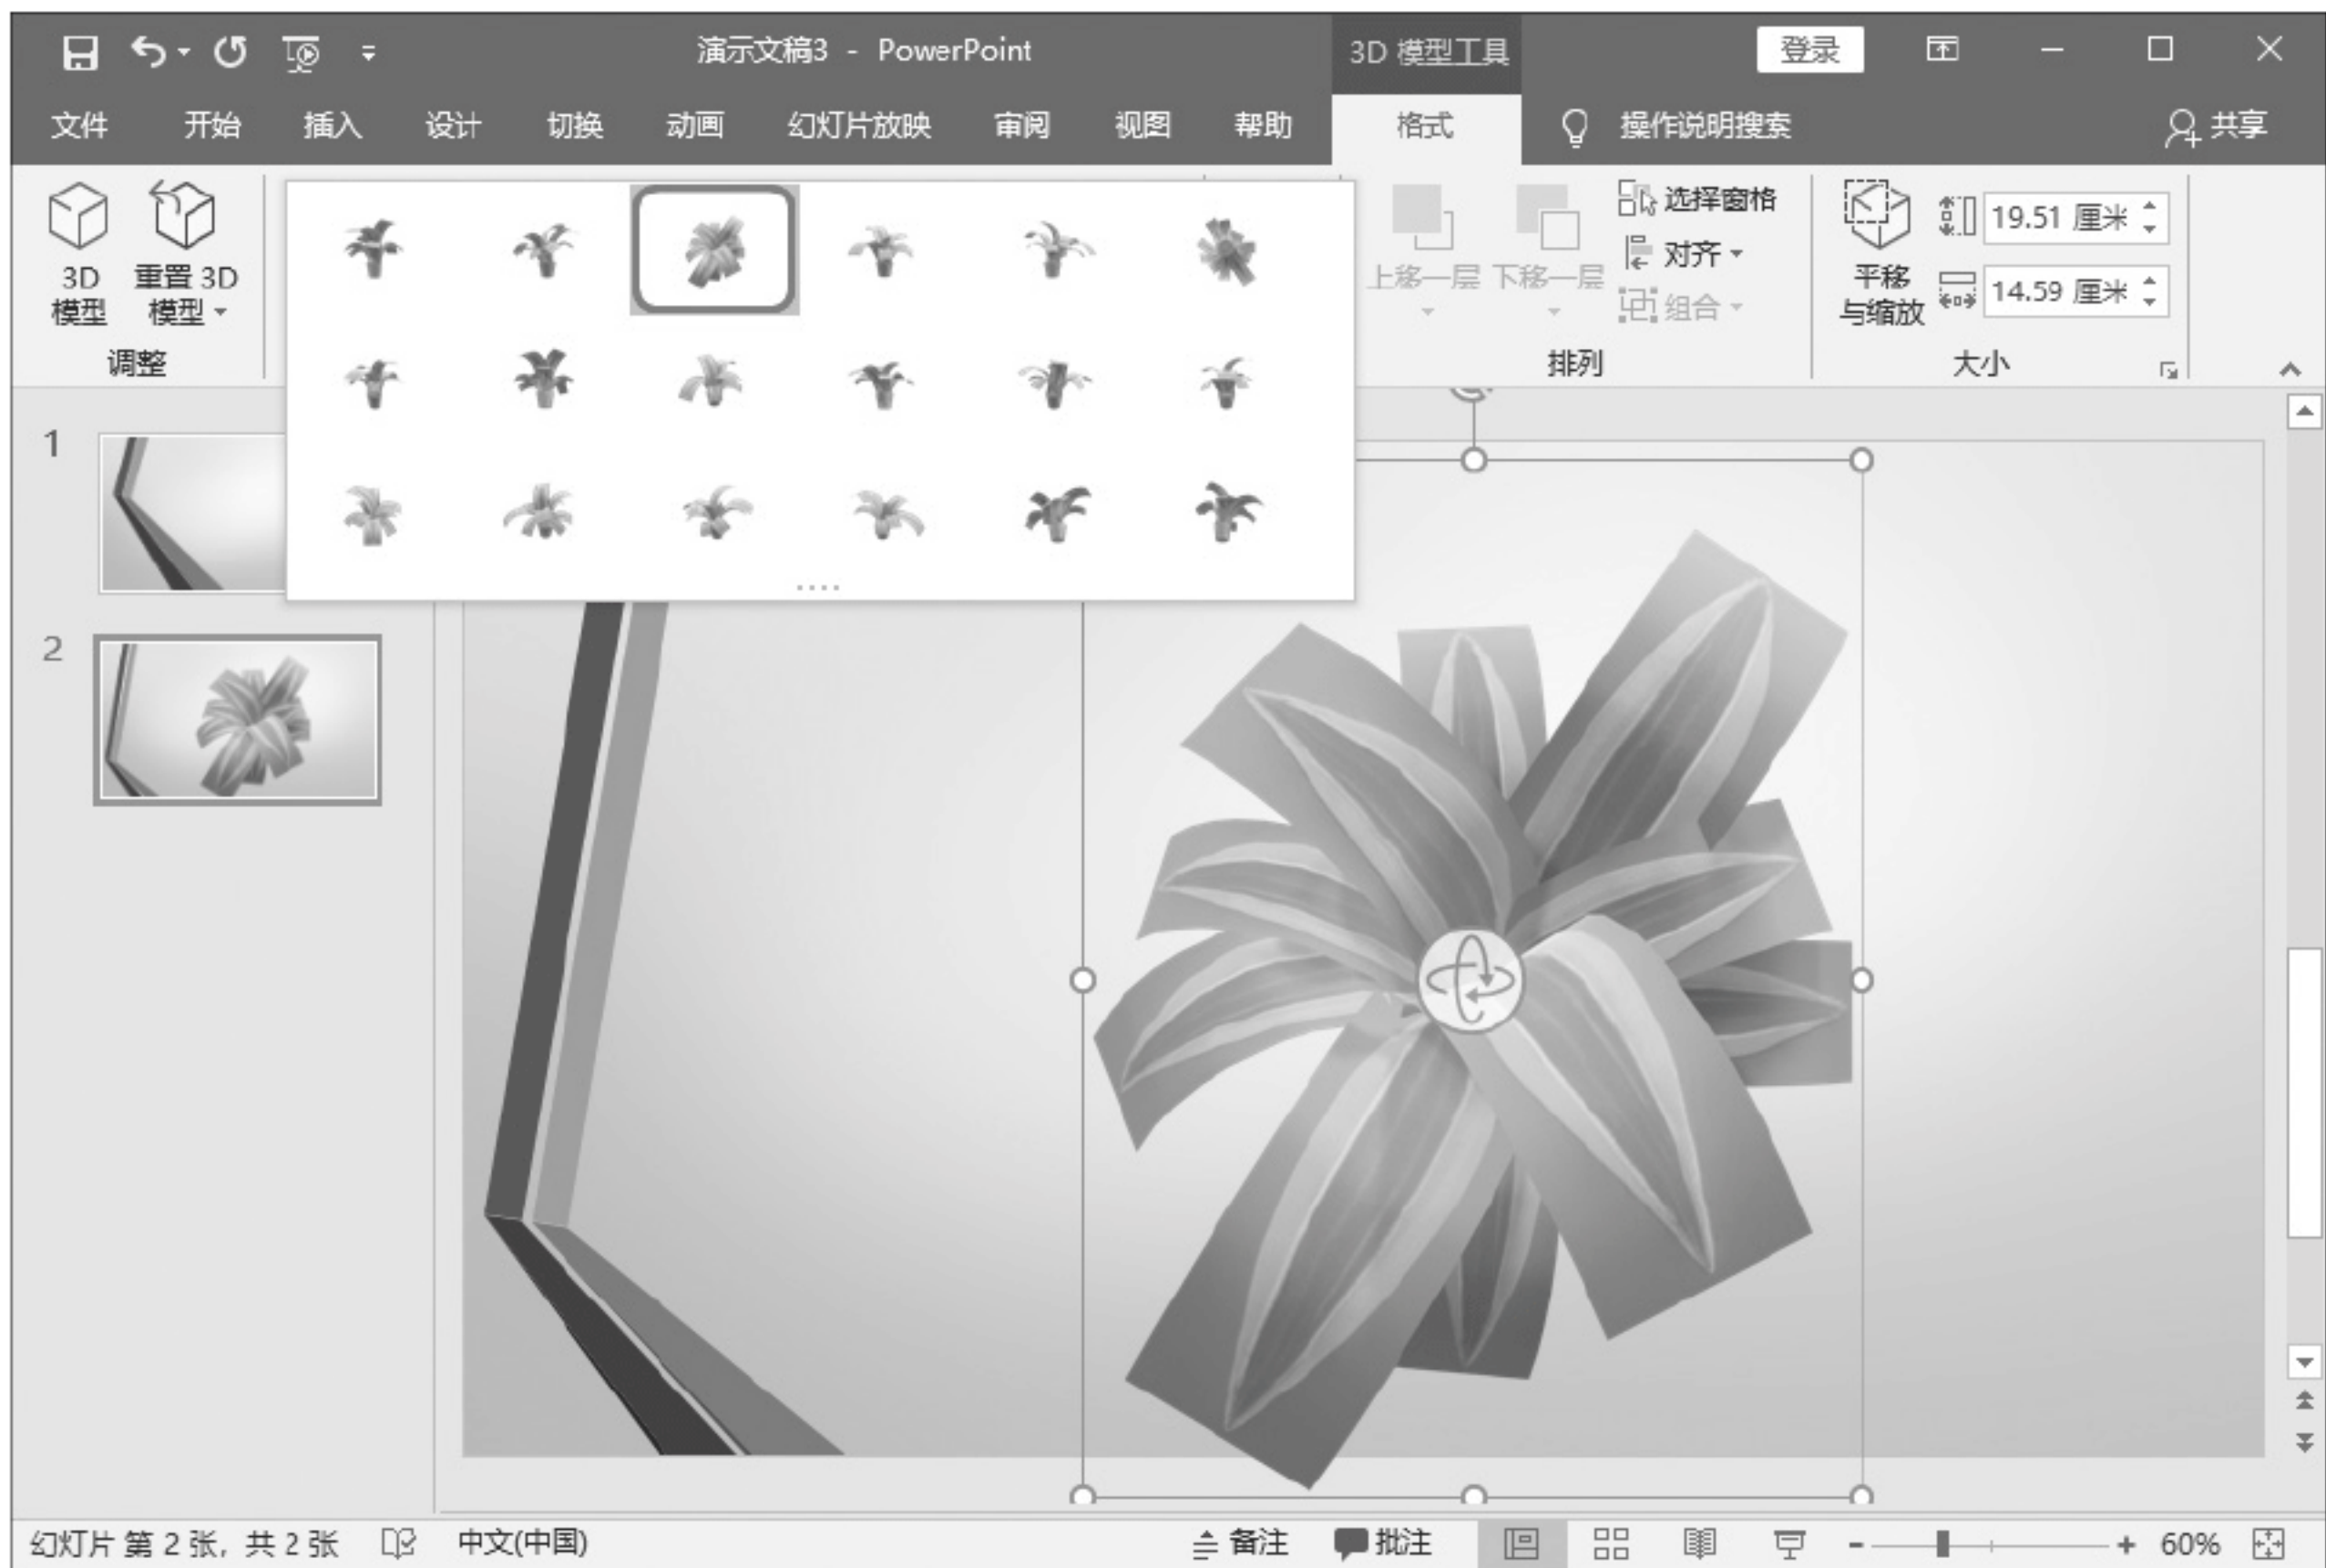 演示文稿3 - PowerPoint
3D 模型工具
登录
文件 开始 插入 设计 切换 动画 幻灯片放映 审阅 视图 帮助 格式 操作说明搜索 共享
3D
模型
重置 3D
模型
调整
上移一层
下移一层
选择窗格
对齐
组合
排列
平移
与缩放
19.51 厘米
14.59 厘米
大小
1
2
幻灯片 第 2 张, 共 2 张 中文(中国) 备注 批注 60%